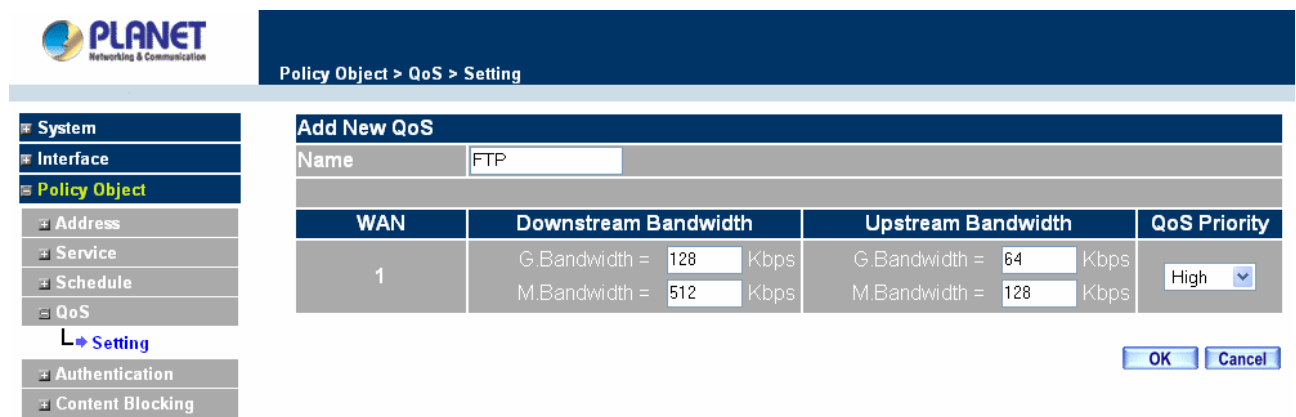 PLANET
Networking & Communication
Policy Object > QoS > Setting
System
Interface
Policy Object
Address
Service
Schedule
QoS
Setting
Authentication
Content Blocking
Add New QoS
Name FTP
WAN Downstream Bandwidth Upstream Bandwidth QoS Priority
1 G.Bandwidth = 128 Kbps G.Bandwidth = 64 Kbps High
M.Bandwidth = 512 Kbps M.Bandwidth = 128 Kbps
OK Cancel